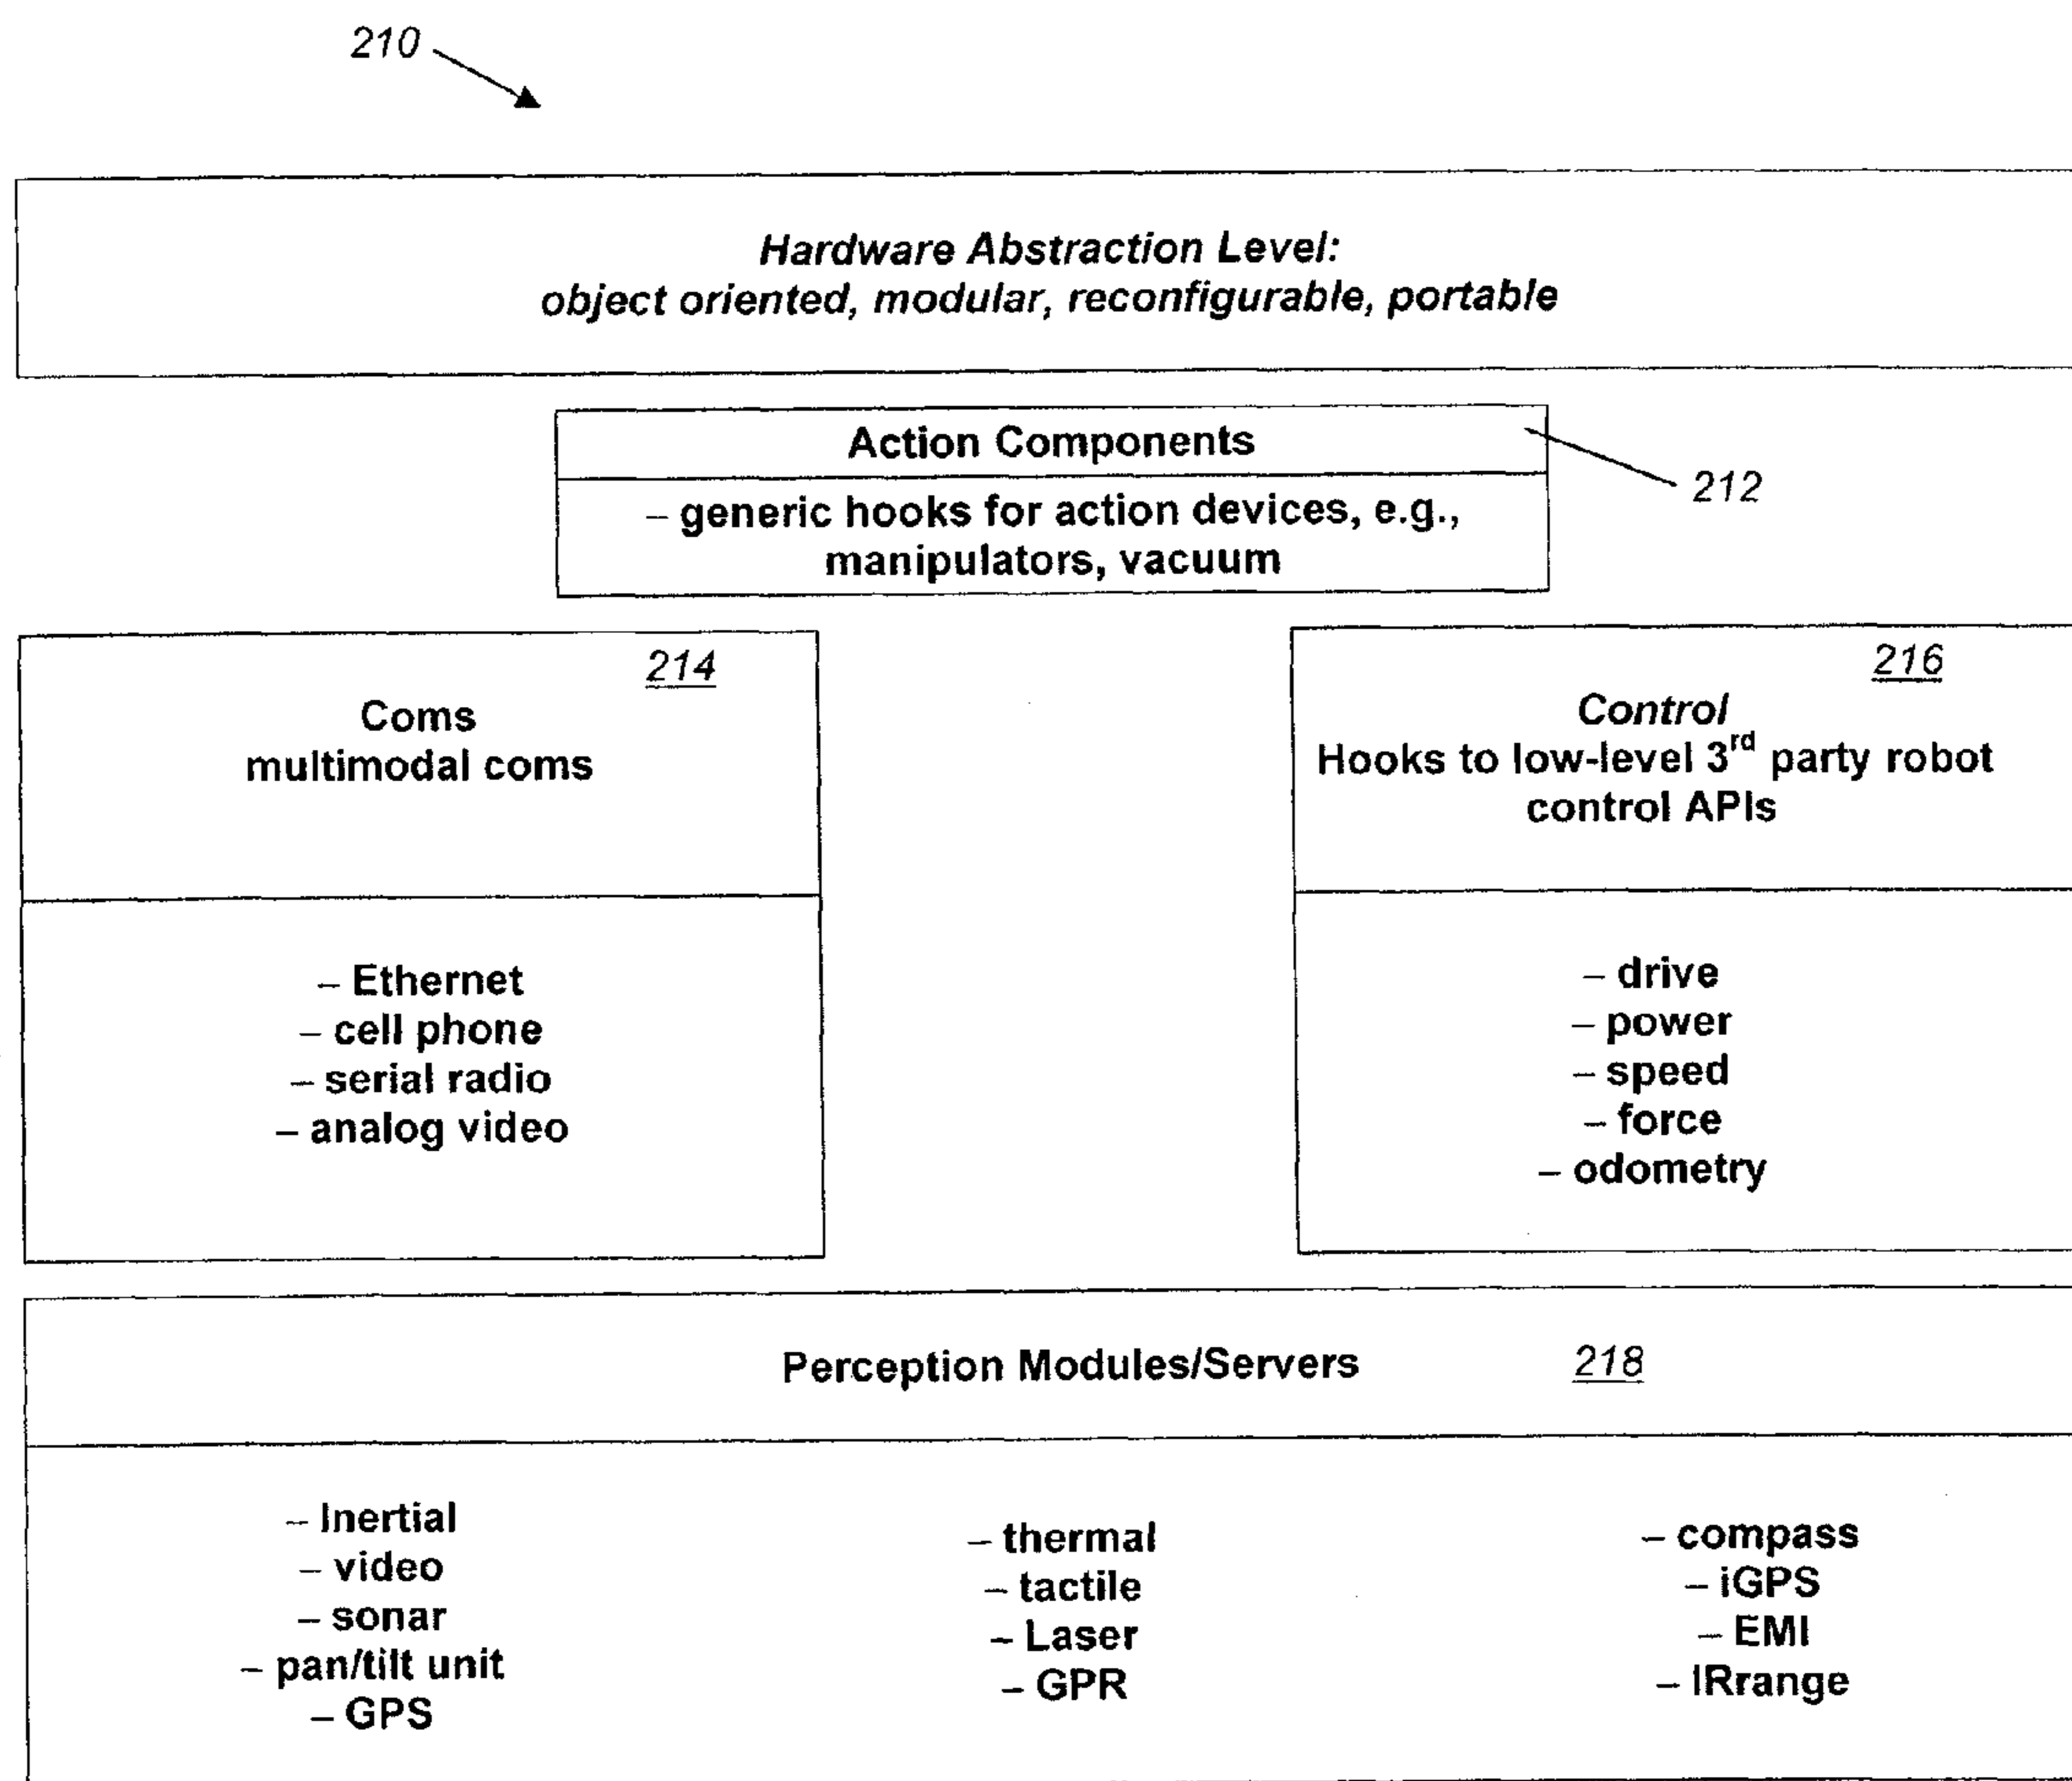 210
Hardware Abstraction Level:
object oriented, modular, reconfigurable, portable
Action Components
212
– generic hooks for action devices, e.g.,
manipulators, vacuum
214
Coms
multimodal coms
– Ethernet
– cell phone
– serial radio
– analog video
216
Control
Hooks to low-level 3rd party robot
control APIs
– drive
– power
– speed
– force
– odometry
Perception Modules/Servers 218
– Inertial
– video
– sonar
– pan/tilt unit
– GPS
– thermal
– tactile
– Laser
– GPR
– compass
– iGPS
– EMI
– IRrange